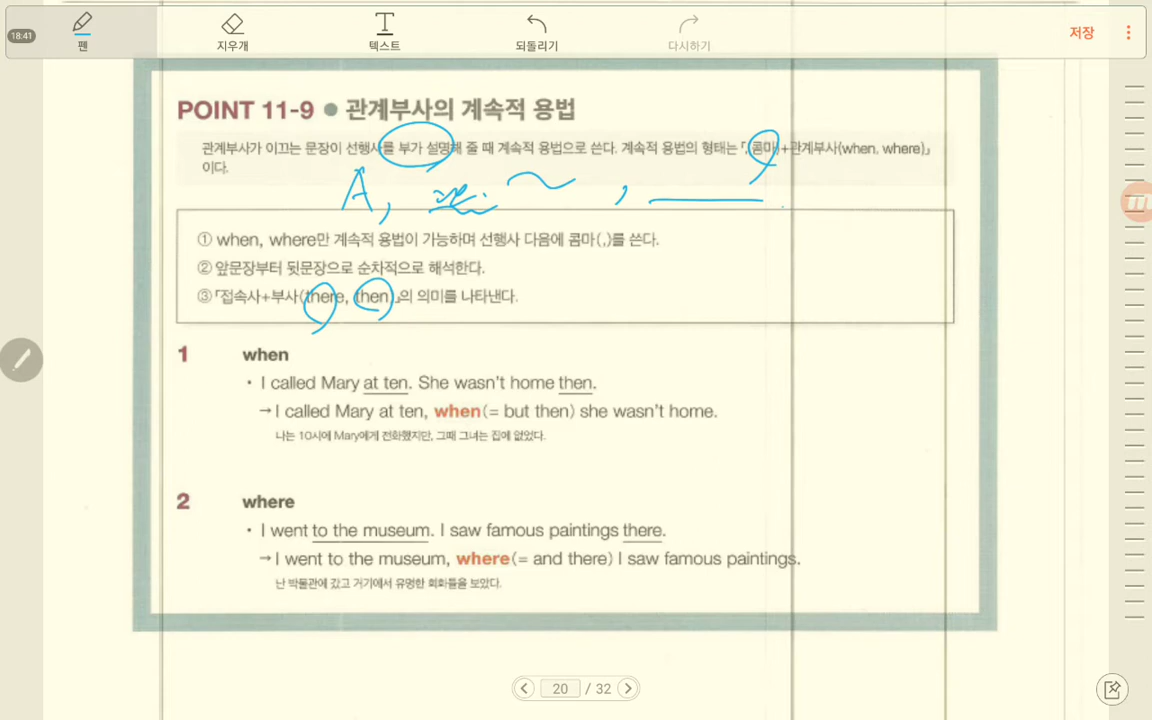 18:41
펜
지우개
텍스트
되돌리기
다시하기
저장
POINT 11-9 ● 관계부사의 계속적 용법
관계부사가 이끄는 문장이 선행사를 부가 설명해 줄 때 계속적 용법으로 쓴다. 계속적 용법의 형태는 「, 콤마)+관계부사(when, where)」
이다.
A,
,
① when, where만 계속적 용법이 가능하며 선행사 다음에 콤마(,)를 쓴다.
② 앞문장부터 뒷문장으로 순차적으로 해석한다.
③ 「접속사+부사(there, then)」의 의미를 나타낸다.
1 when
• I called Mary at ten. She wasn't home then.
→ I called Mary at ten, when(= but then) she wasn't home.
나는 10시에 Mary에게 전화했지만, 그때 그녀는 집에 없었다.
2 where
• I went to the museum. I saw famous paintings there.
→ I went to the museum, where(= and there) I saw famous paintings.
난 박물관에 갔고 거기에서 유명한 회화들을 보았다.
20 / 32